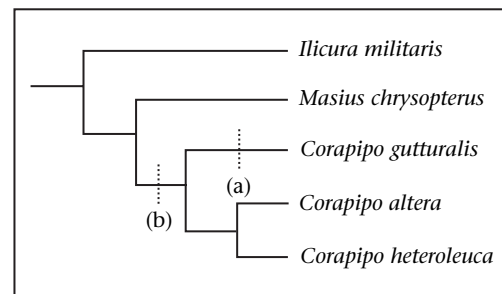 Ilicura militaris
Masius chrysopterus
Corapipo gutturalis
(a)
(b)
Corapipo altera
Corapipo heteroleuca